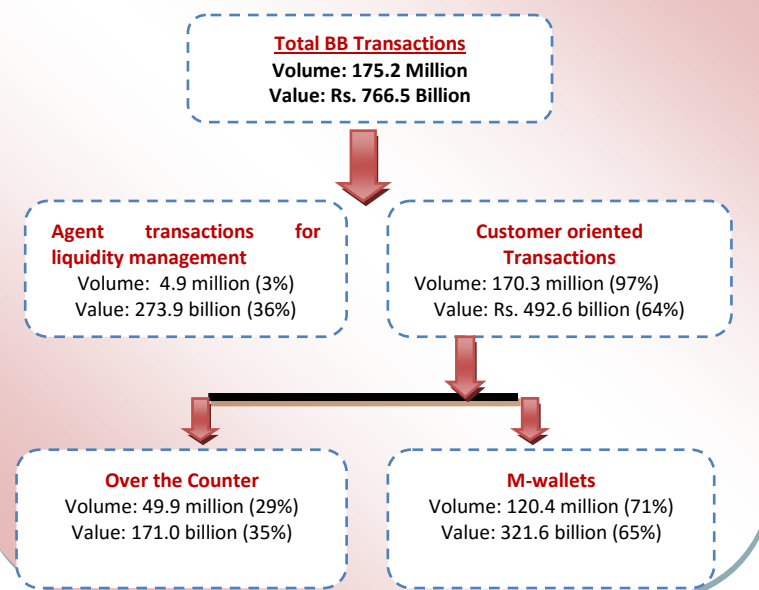 Total BB Transactions
Volume: 175.2 Million
Value: Rs. 766.5 Billion
Agent transactions for
liquidity management
Volume: 4.9 million (3%)
Value: 273.9 billion (36%)
Customer oriented
Transactions
Volume: 170.3 million (97%)
Value: Rs. 492.6 billion (64%)
Over the Counter
Volume: 49.9 million (29%)
Value: 171.0 billion (35%)
M-wallets
Volume: 120.4 million (71%)
Value: 321.6 billion (65%)